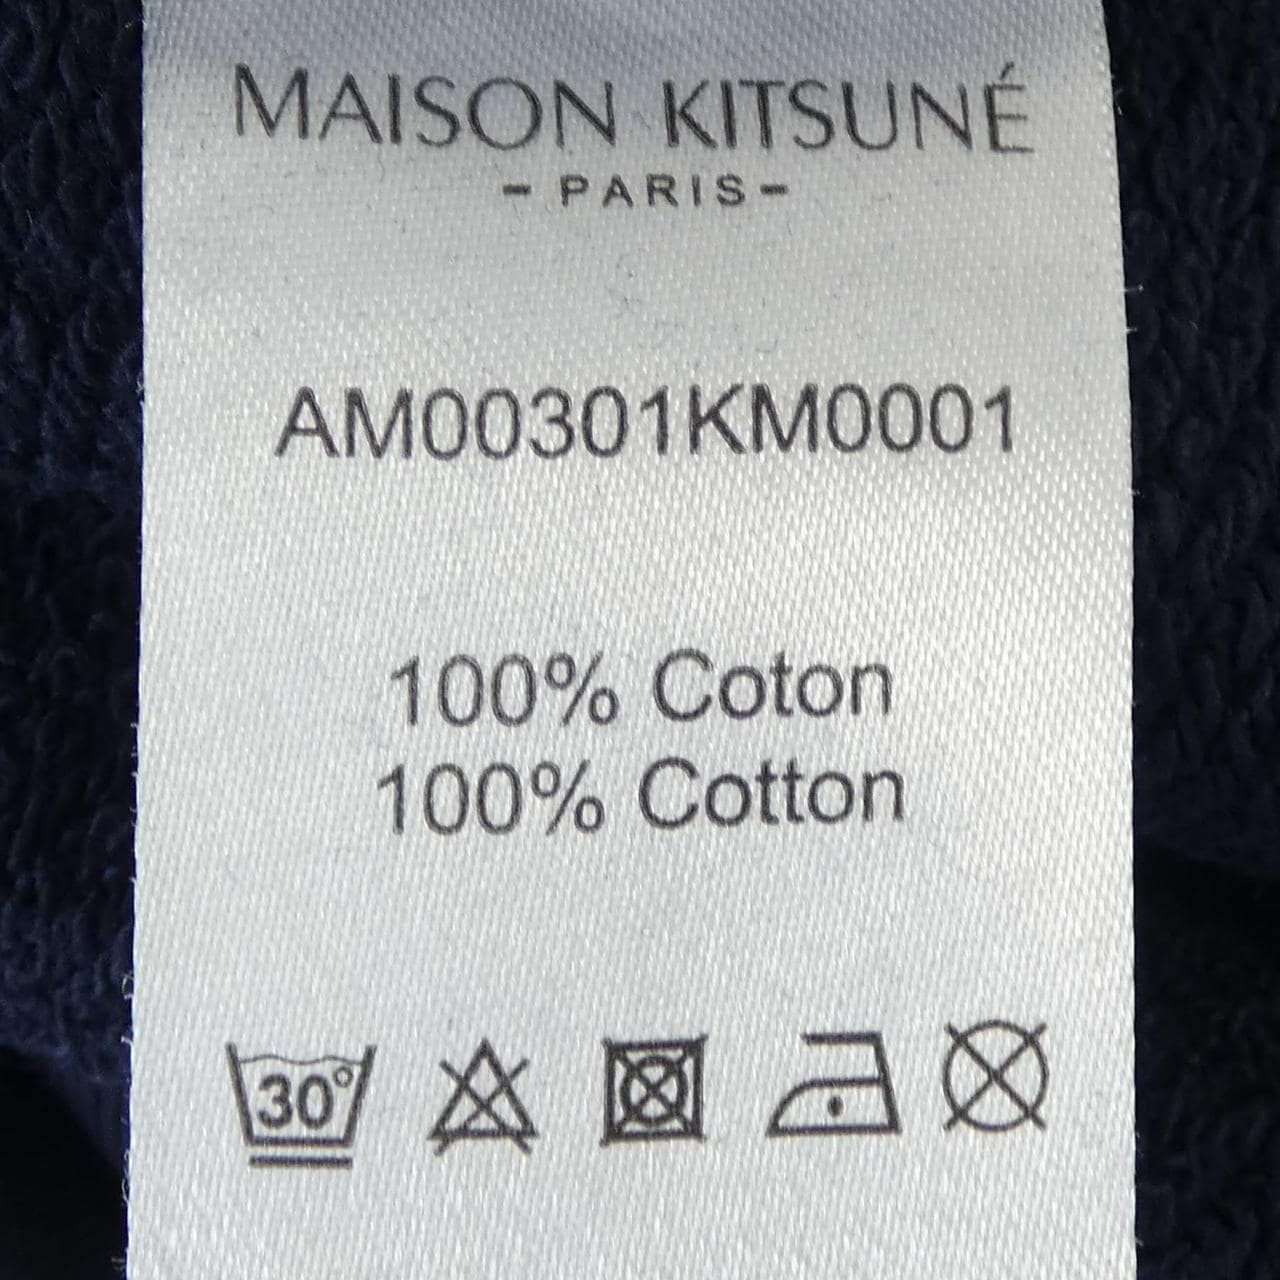 MAISON KITSUNÉ
- PARIS -
AM00301KM0001
100% Coton
100% Cotton
30°